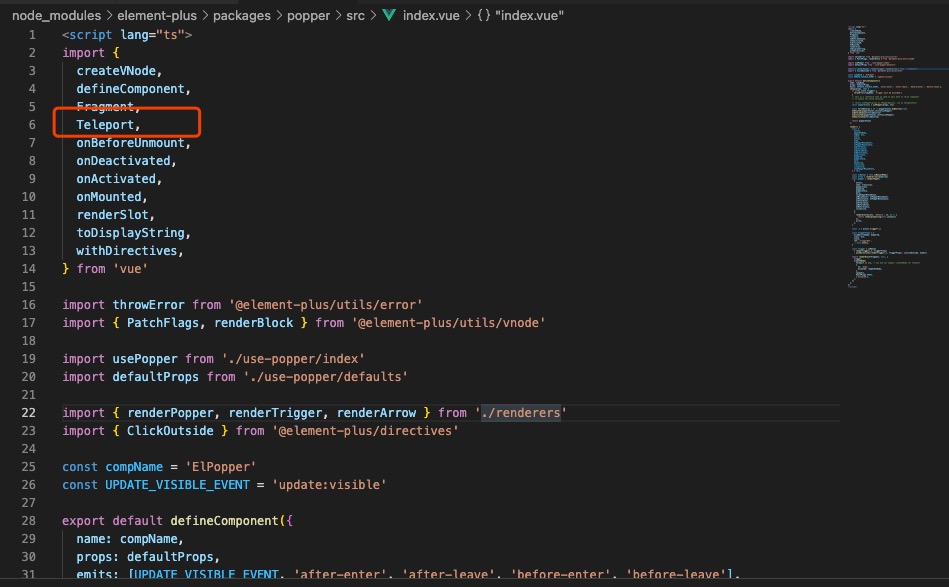 node_modules > element-plus > packages > popper > src > index.vue > {} "index.vue"
1 <script lang="ts">
2 import {
3 createVNode,
4 defineComponent,
5 Fragment,
6 Teleport,
7 onBeforeUnmount,
8 onDeactivated,
9 onActivated,
10 onMounted,
11 renderSlot,
12 toDisplayString,
13 withDirectives,
14 } from 'vue'
15
16 import throwError from '@element-plus/utils/error'
17 import { PatchFlags, renderBlock } from '@element-plus/utils/vnode'
18
19 import usePopper from './use-popper/index'
20 import defaultProps from './use-popper/defaults'
21
22 import { renderPopper, renderTrigger, renderArrow } from './renderers'
23 import { ClickOutside } from '@element-plus/directives'
24
25 const compName = 'ElPopper'
26 const UPDATE_VISIBLE_EVENT = 'update:visible'
27
28 export default defineComponent({
29 name: compName,
30 props: defaultProps,
31 emits: [UPDATE_VISIBLE_EVENT, 'after-enter', 'after-leave', 'before-enter', 'before-leave'],